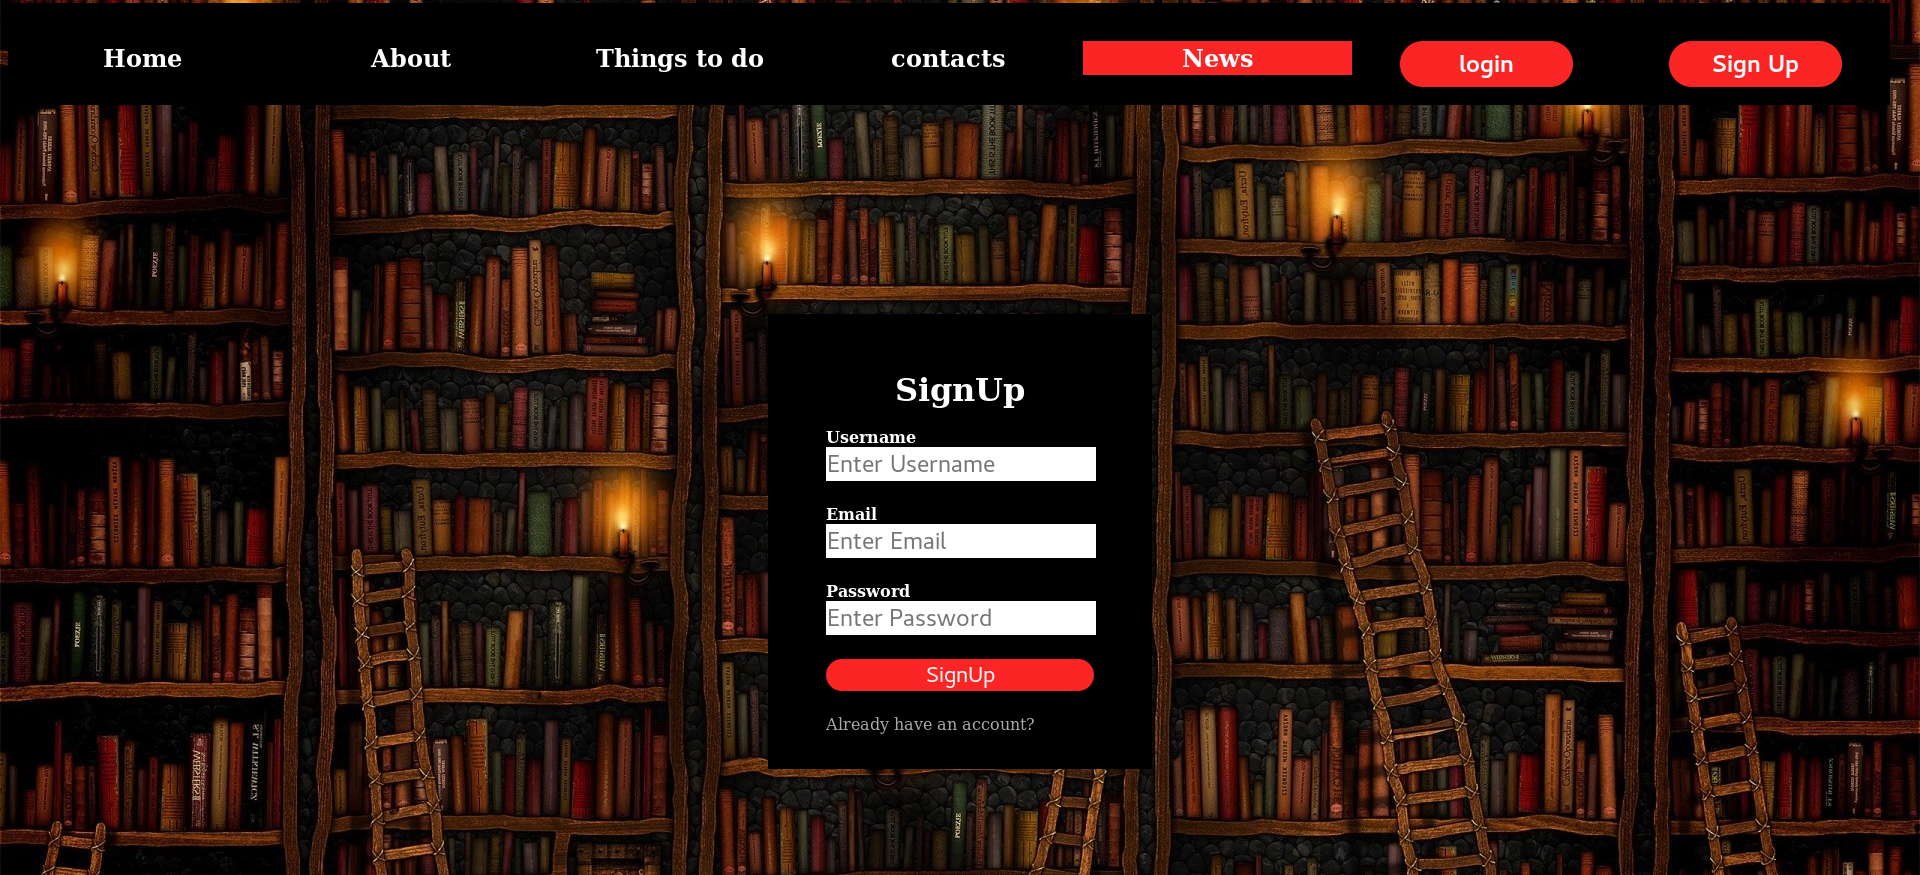 Home About Things to do contacts News login Sign Up
SignUp
Username
Enter Username
Email
Enter Email
Password
Enter Password
SignUp
Already have an account?